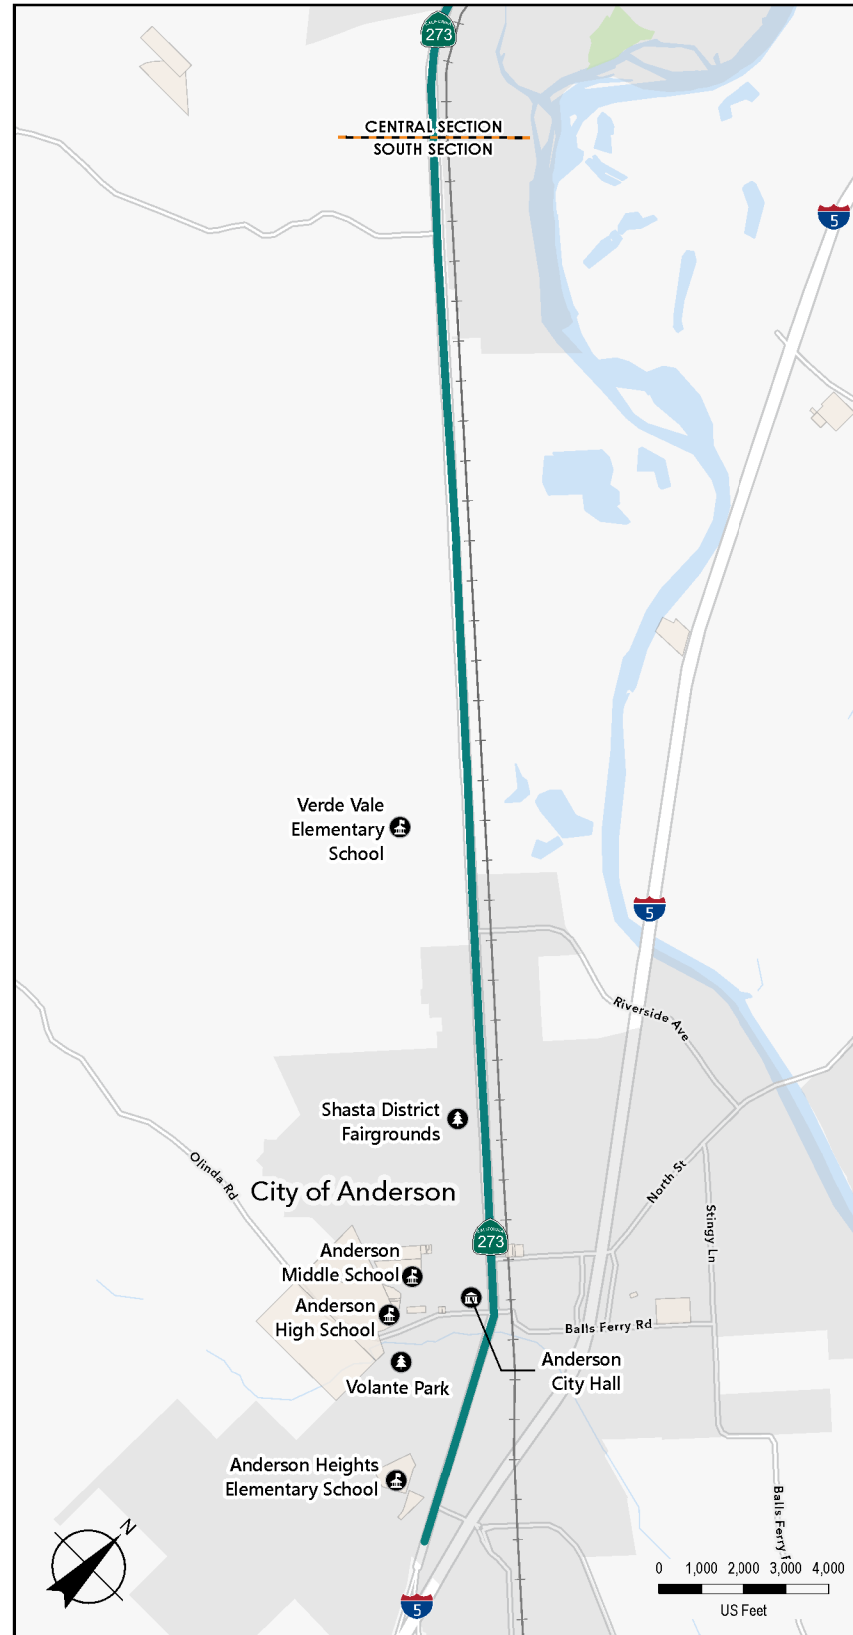 CALIFORNIA
273
CENTRAL SECTION
SOUTH SECTION
5
Verde Vale
Elementary
School
5
Riverside Ave
Shasta District
Fairgrounds
Olinda Rd
City of Anderson
North St
Stingy Ln
CALIFORNIA
273
Anderson
Middle School
Anderson
High School
Balls Ferry Rd
Anderson
City Hall
Volante Park
Anderson Heights
Elementary School
Balls Ferry
N
0 1,000 2,000 3,000 4,000
US Feet
5